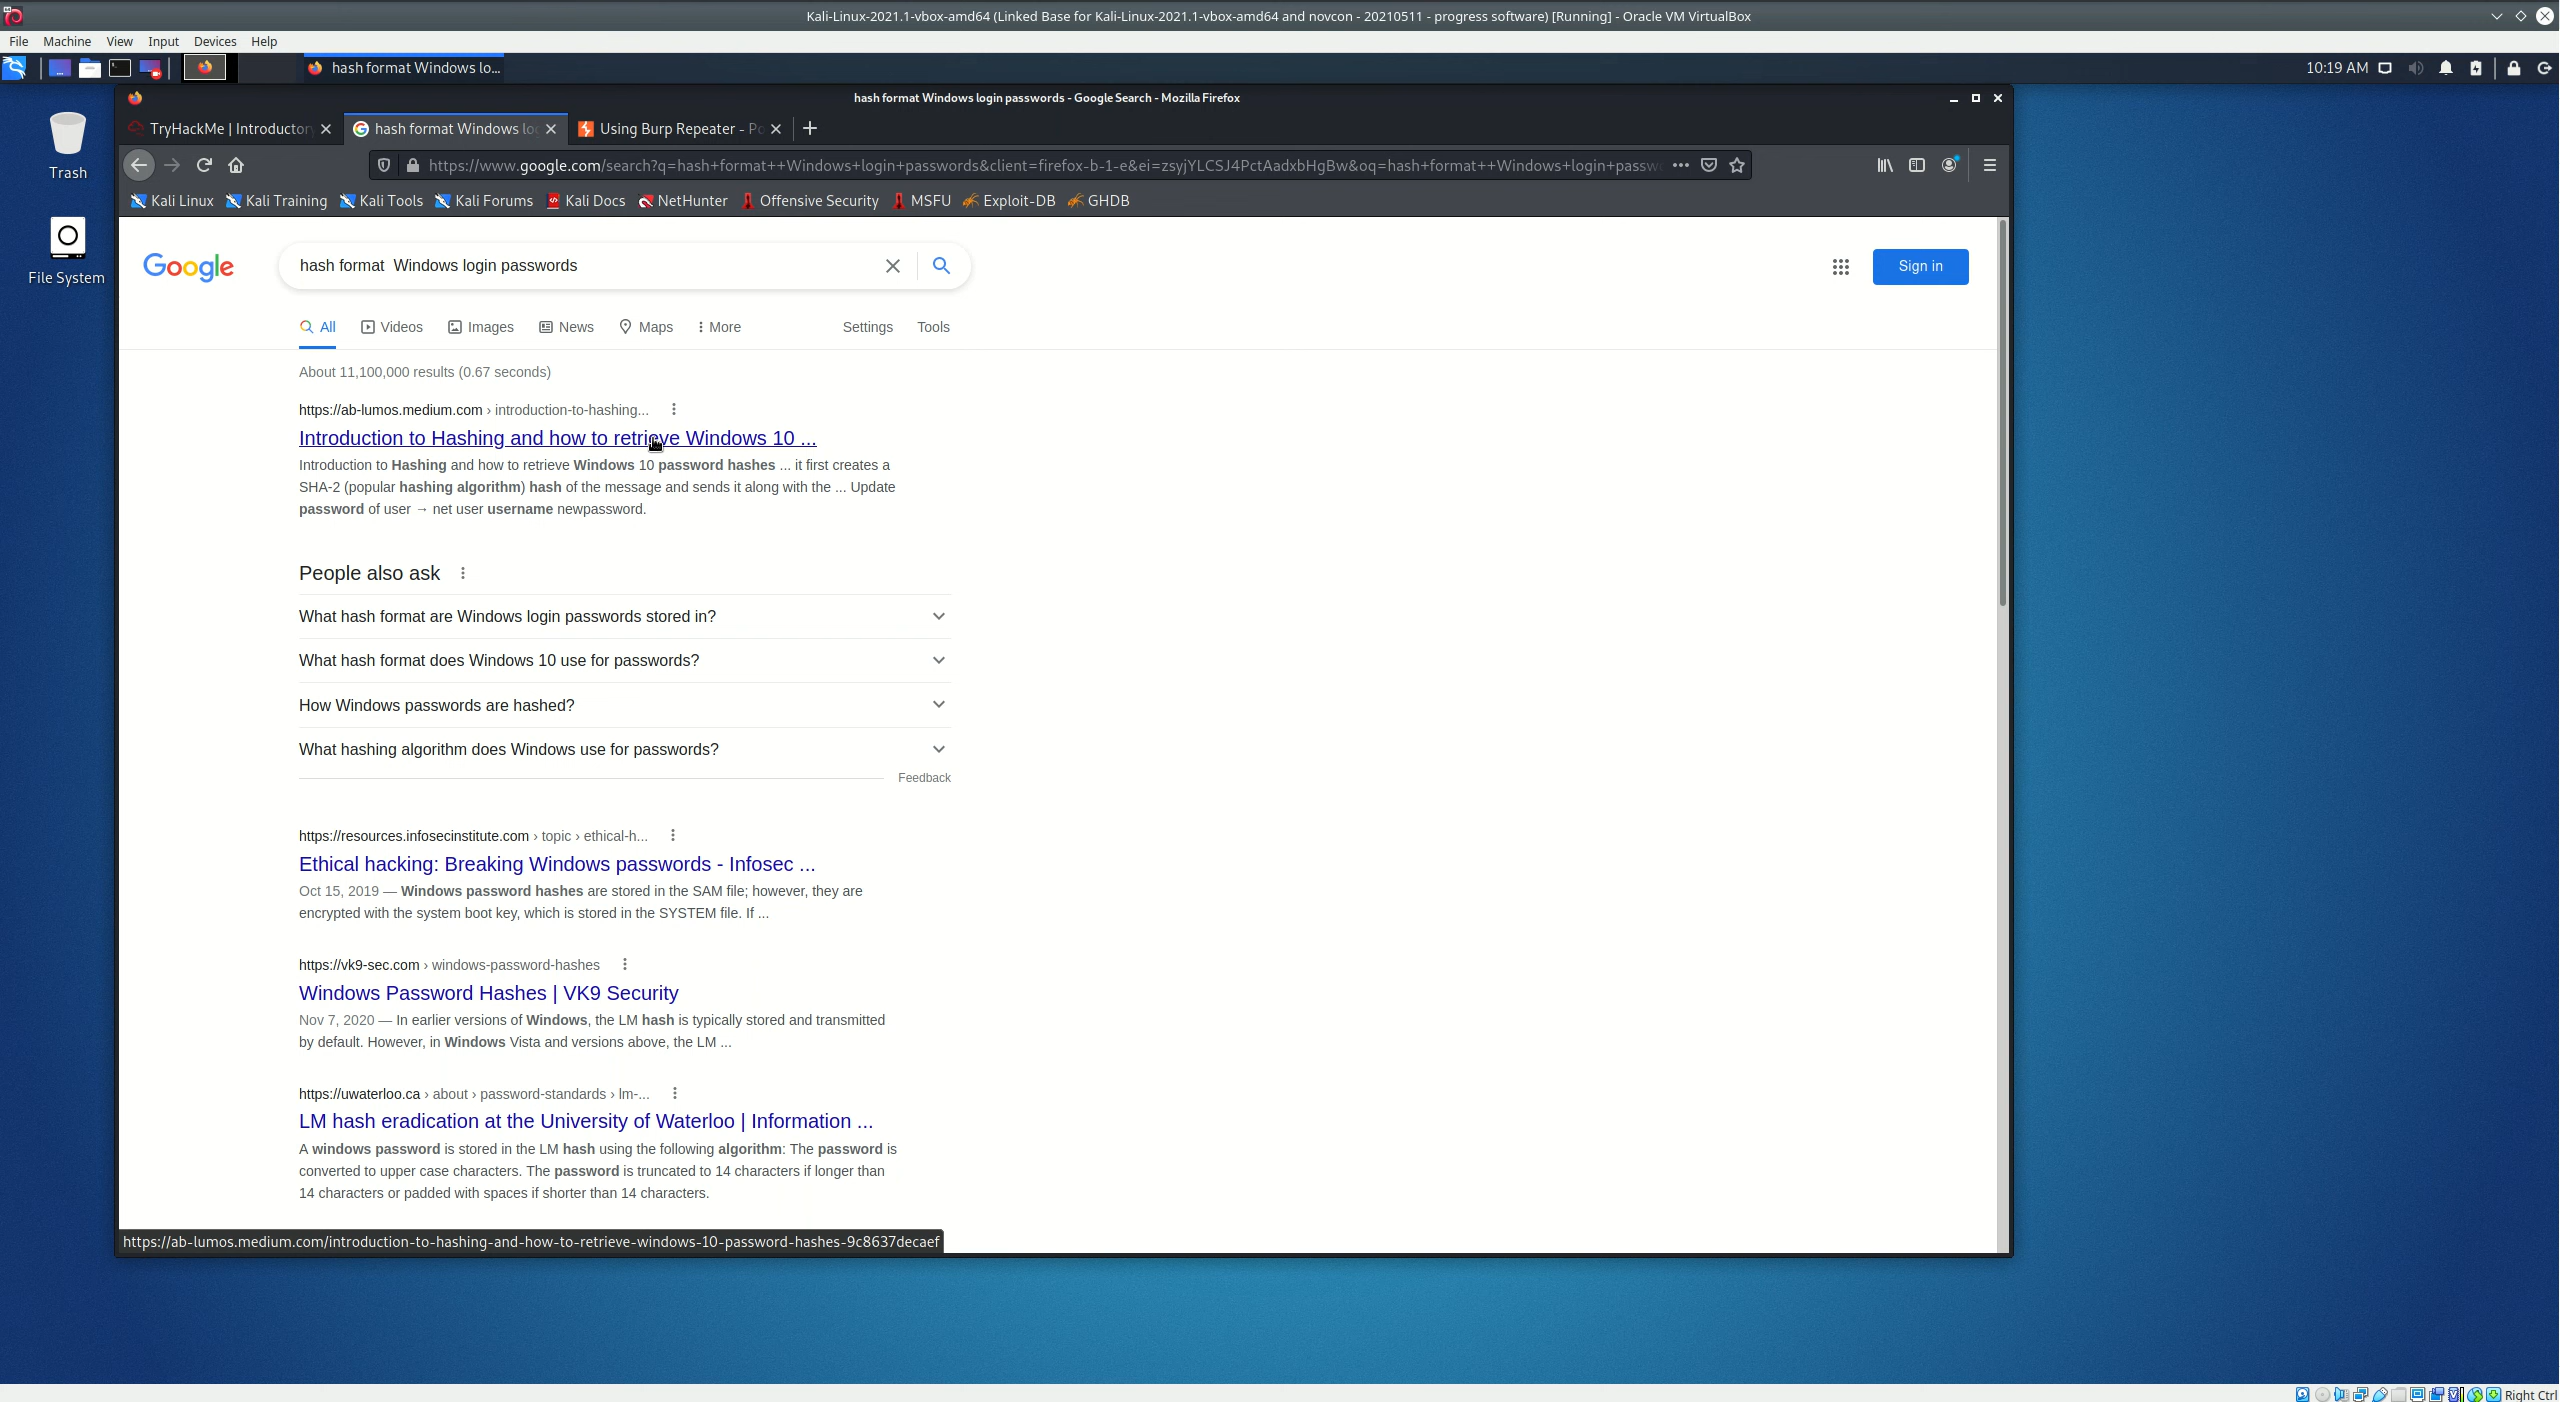 Kali-Linux-2021.1-vbox-amd64 (Linked Base for Kali-Linux-2021.1-vbox-amd64 and novcon - 20210511 - progress software) [Running] - Oracle VM VirtualBox
File Machine View Input Devices Help
hash format Windows lo...
10:19 AM
Trash
File System
hash format Windows login passwords - Google Search - Mozilla Firefox
TryHackMe | Introductor
hash format Windows lo
Using Burp Repeater - Po
https://www.google.com/search?q=hash+format++Windows+login+passwords&client=firefox-b-1-e&ei=zsyjYLCSJ4PctAadxbHgBw&oq=hash+format++Windows+login+passw
Kali Linux Kali Training Kali Tools Kali Forums Kali Docs NetHunter Offensive Security MSFU Exploit-DB GHDB
Google
hash format  Windows login passwords
Sign in
All Videos Images News Maps More Settings Tools
About 11,100,000 results (0.67 seconds)
https://ab-lumos.medium.com › introduction-to-hashing...
Introduction to Hashing and how to retrieve Windows 10 ...
Introduction to Hashing and how to retrieve Windows 10 password hashes ... it first creates a
SHA-2 (popular hashing algorithm) hash of the message and sends it along with the ... Update
password of user → net user username newpassword.
People also ask
What hash format are Windows login passwords stored in?
What hash format does Windows 10 use for passwords?
How Windows passwords are hashed?
What hashing algorithm does Windows use for passwords?
Feedback
https://resources.infosecinstitute.com › topic › ethical-h...
Ethical hacking: Breaking Windows passwords - Infosec ...
Oct 15, 2019 — Windows password hashes are stored in the SAM file; however, they are
encrypted with the system boot key, which is stored in the SYSTEM file. If ...
https://vk9-sec.com › windows-password-hashes
Windows Password Hashes | VK9 Security
Nov 7, 2020 — In earlier versions of Windows, the LM hash is typically stored and transmitted
by default. However, in Windows Vista and versions above, the LM ...
https://uwaterloo.ca › about › password-standards › lm-...
LM hash eradication at the University of Waterloo | Information ...
A windows password is stored in the LM hash using the following algorithm: The password is
converted to upper case characters. The password is truncated to 14 characters if longer than
14 characters or padded with spaces if shorter than 14 characters.
https://ab-lumos.medium.com/introduction-to-hashing-and-how-to-retrieve-windows-10-password-hashes-9c8637decaef
Right Ctrl